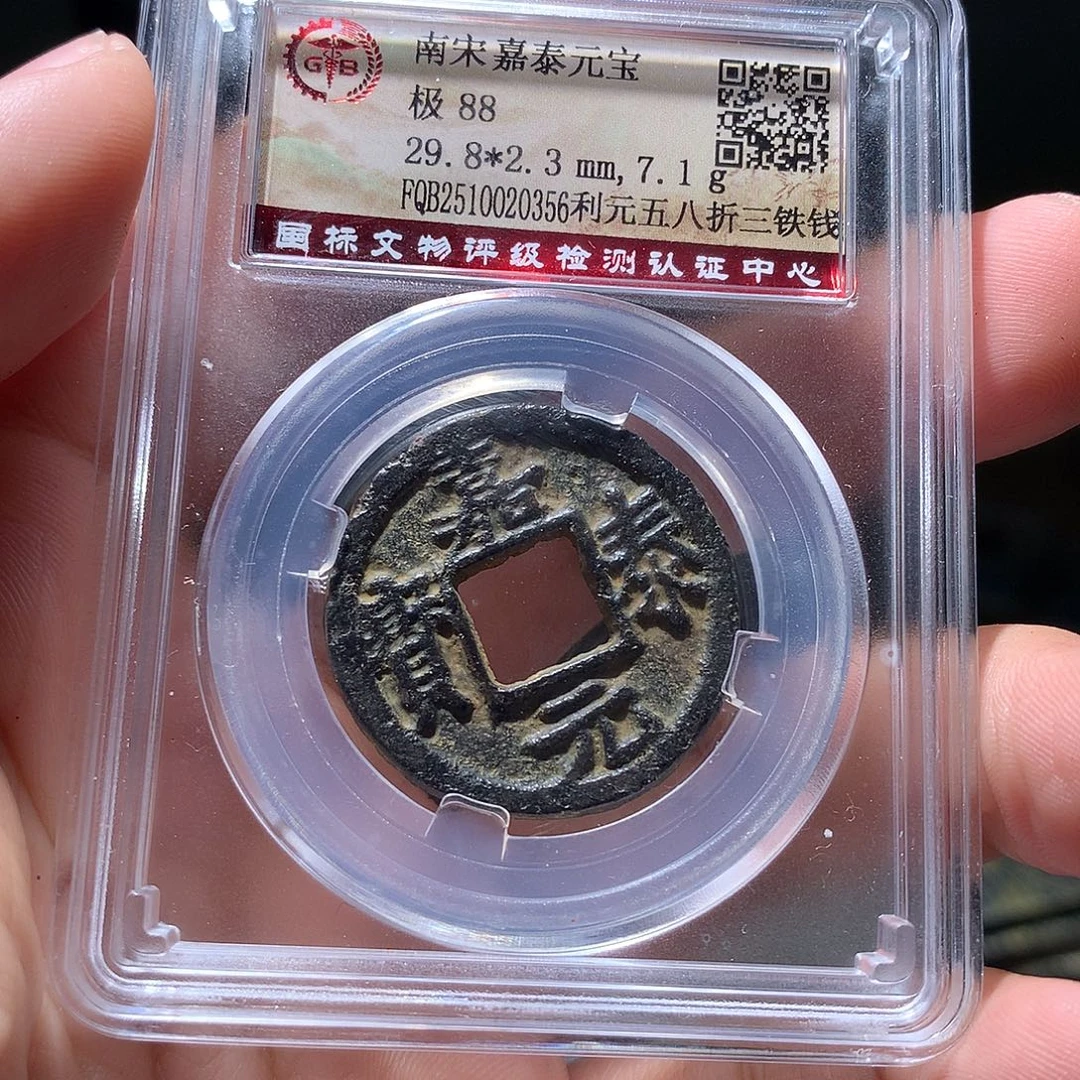 GB
南宋嘉泰元宝
极 88
29.8*2.3 mm,7.1 g
FQB2510020356利元五八折三铁钱
国标文物评级检测认证中心
嘉泰元寶